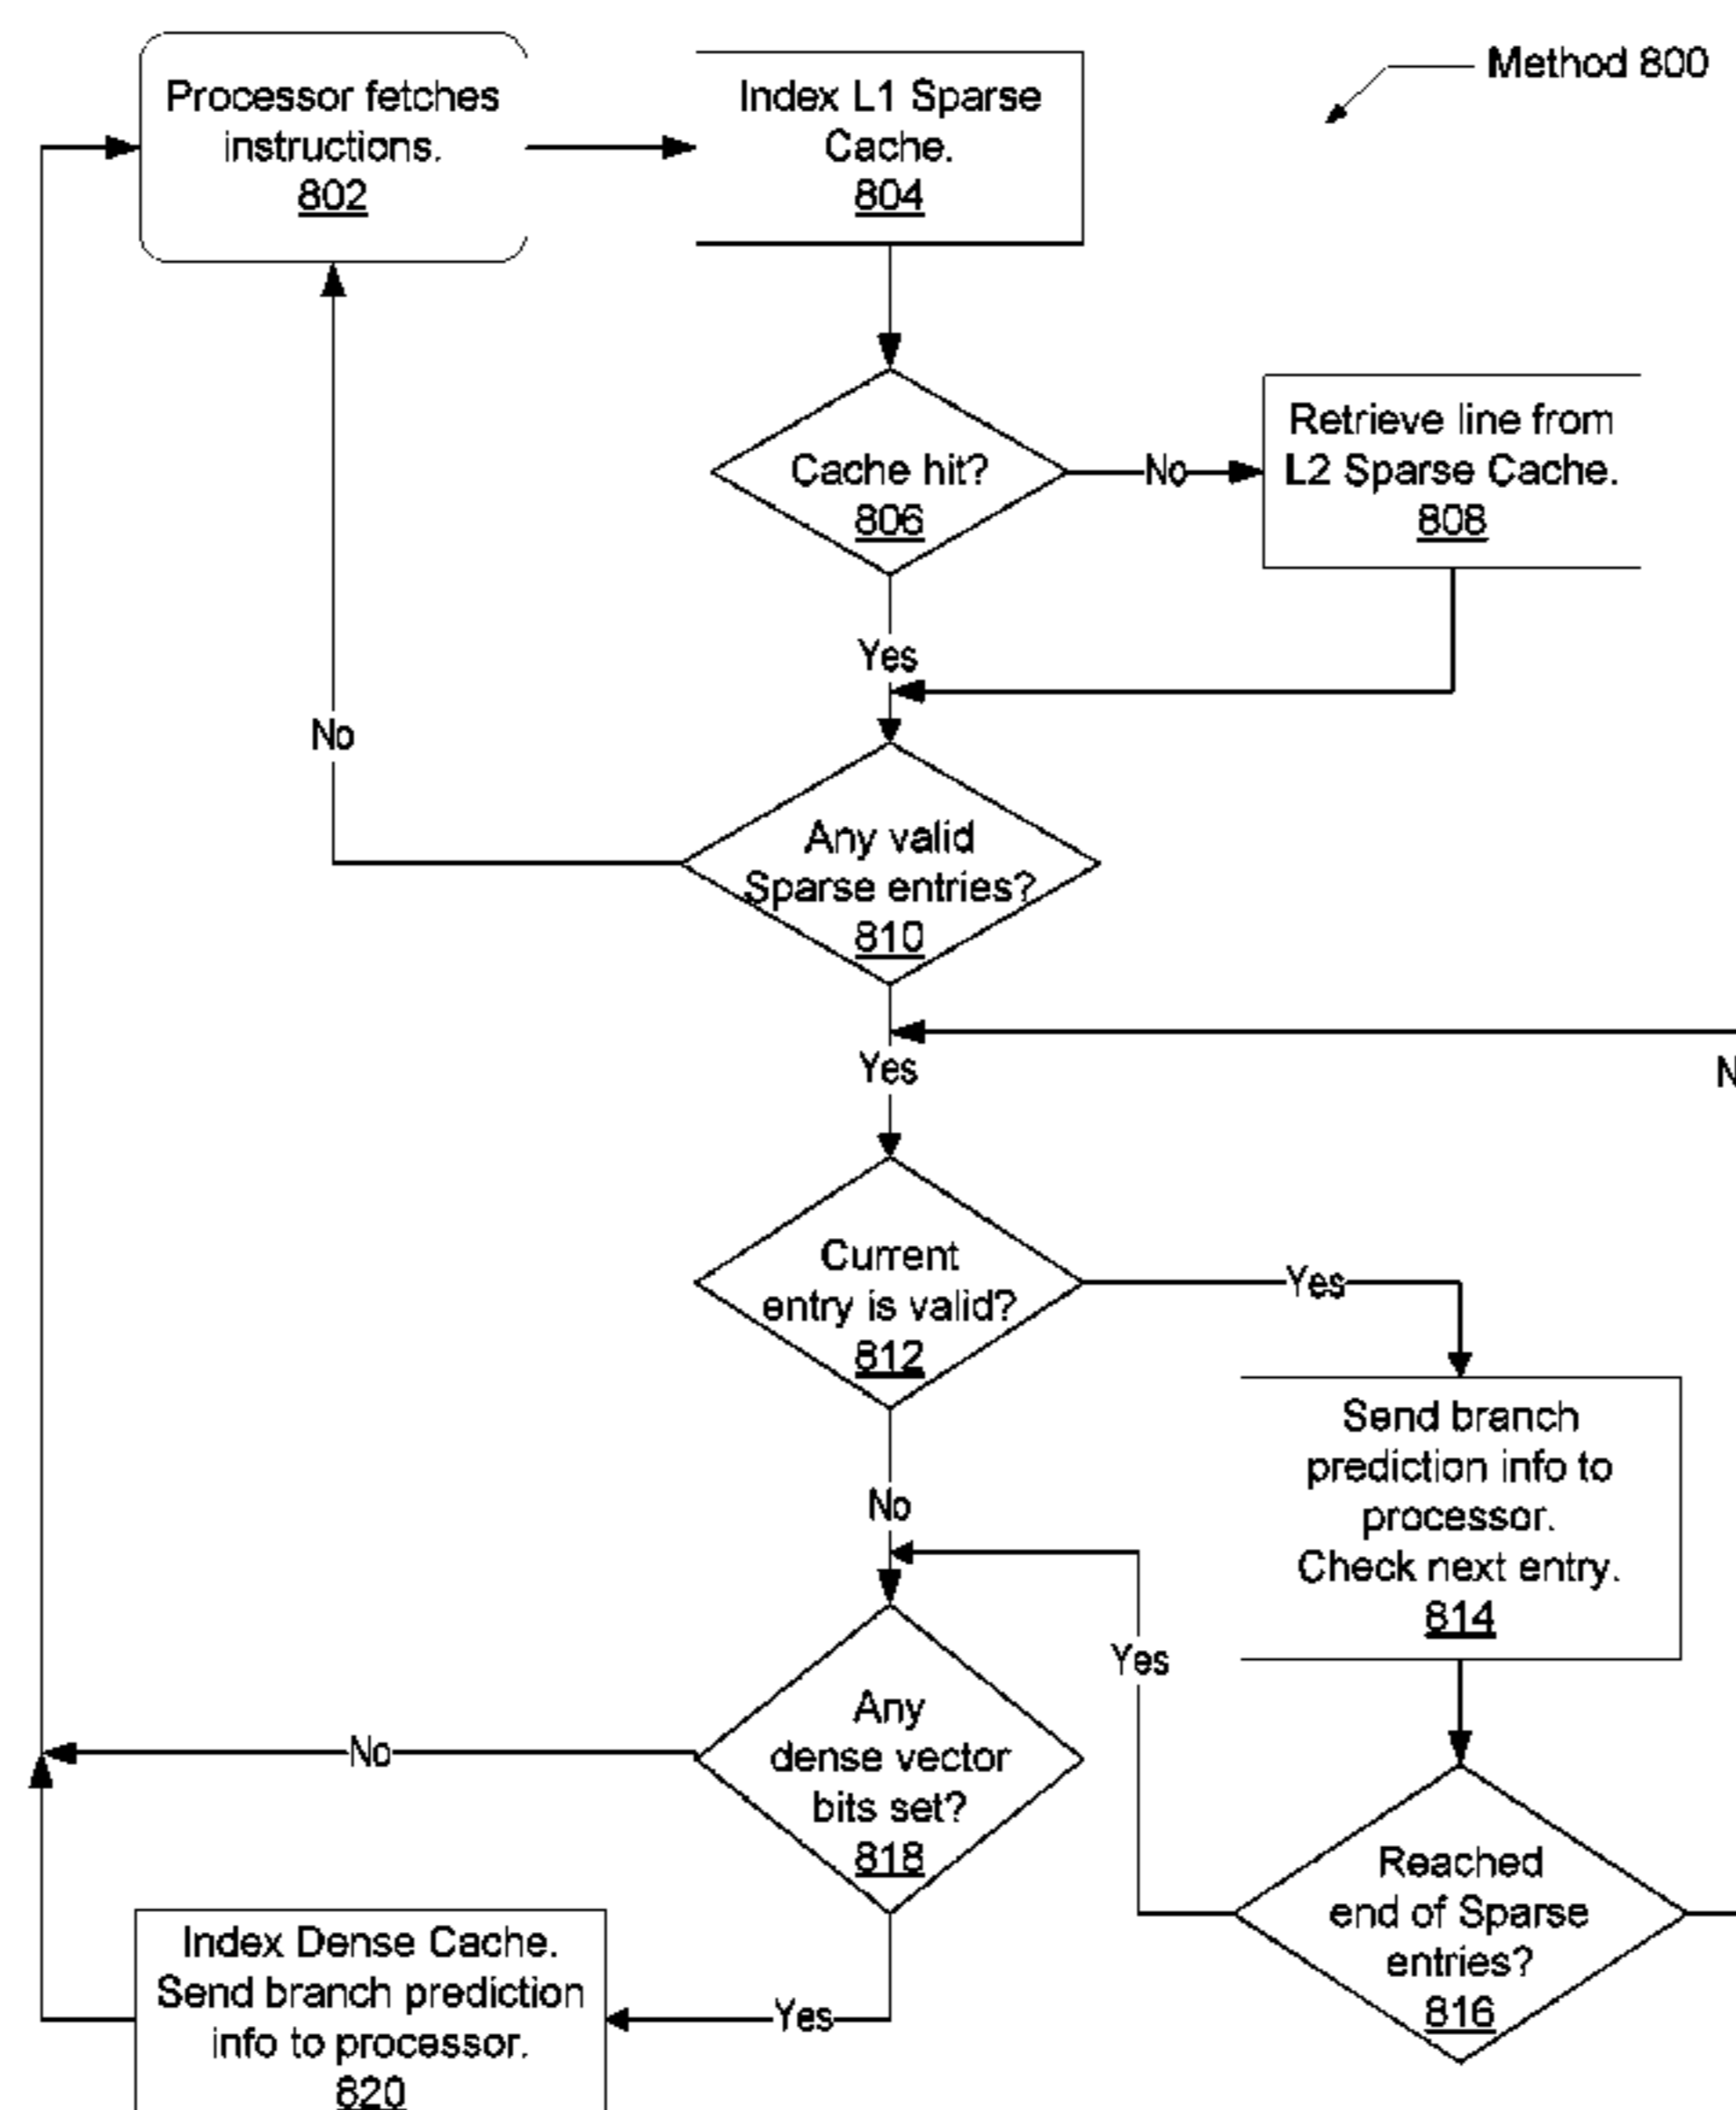 Method 800
Processor fetches
instructions.
802
Index L1 Sparse
Cache.
804
Cache hit?
806
No
Retrieve line from
L2 Sparse Cache.
808
Yes
No
Any valid
Sparse entries?
810
Yes
N
Current
entry is valid?
812
Yes
Send branch
prediction info to
processor.
Check next entry.
814
No
Yes
Any
dense vector
bits set?
818
No
Reached
end of Sparse
entries?
816
Index Dense Cache.
Send branch prediction
info to processor.
820
Yes